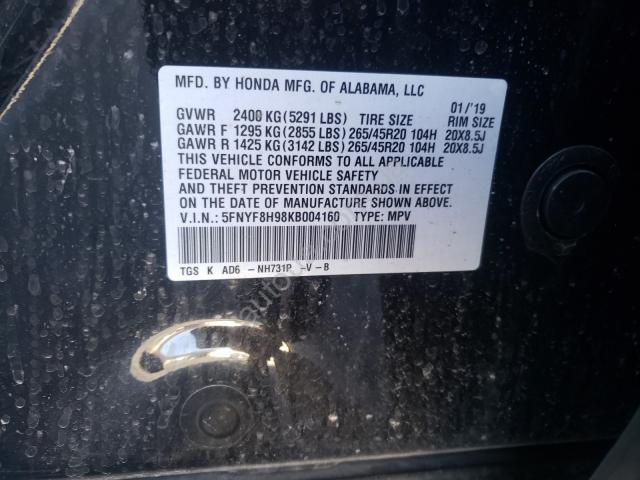 MFD. BY HONDA MFG. OF ALABAMA, LLC
GVWR 2400 KG (5291 LBS) TIRE SIZE 01/'19 RIM SIZE
GAWR F 1295 KG (2855 LBS) 265/45R20 104H 20X8.5J
GAWR R 1425 KG (3142 LBS) 265/45R20 104H 20X8.5J
THIS VEHICLE CONFORMS TO ALL APPLICABLE
FEDERAL MOTOR VEHICLE SAFETY
AND THEFT PREVENTION STANDARDS IN EFFECT
ON THE DATE OF MANUFACTURE SHOWN ABOVE.
V.I.N.: 5FNYF8H98KB004160 TYPE: MPV
TGS K AD6 -NH731P -V-B